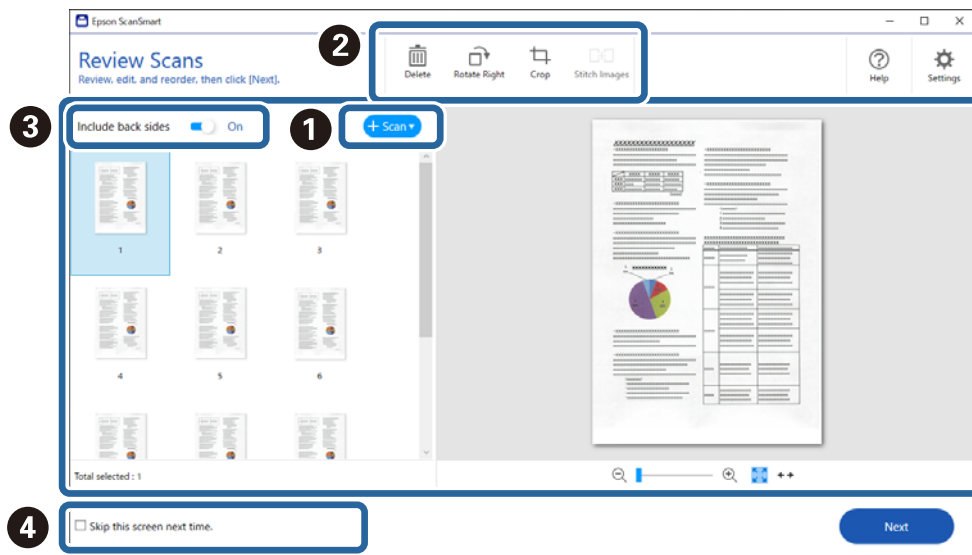 Epson ScanSmart
Review Scans
Review, edit, and reorder, then click [Next].
2
Delete
Rotate Right
Crop
Stitch Images
Help
Settings
3
Include back sides
On
1
+ Scan
1
2
3
4
5
6
Total selected : 1
4
Skip this screen next time.
Next